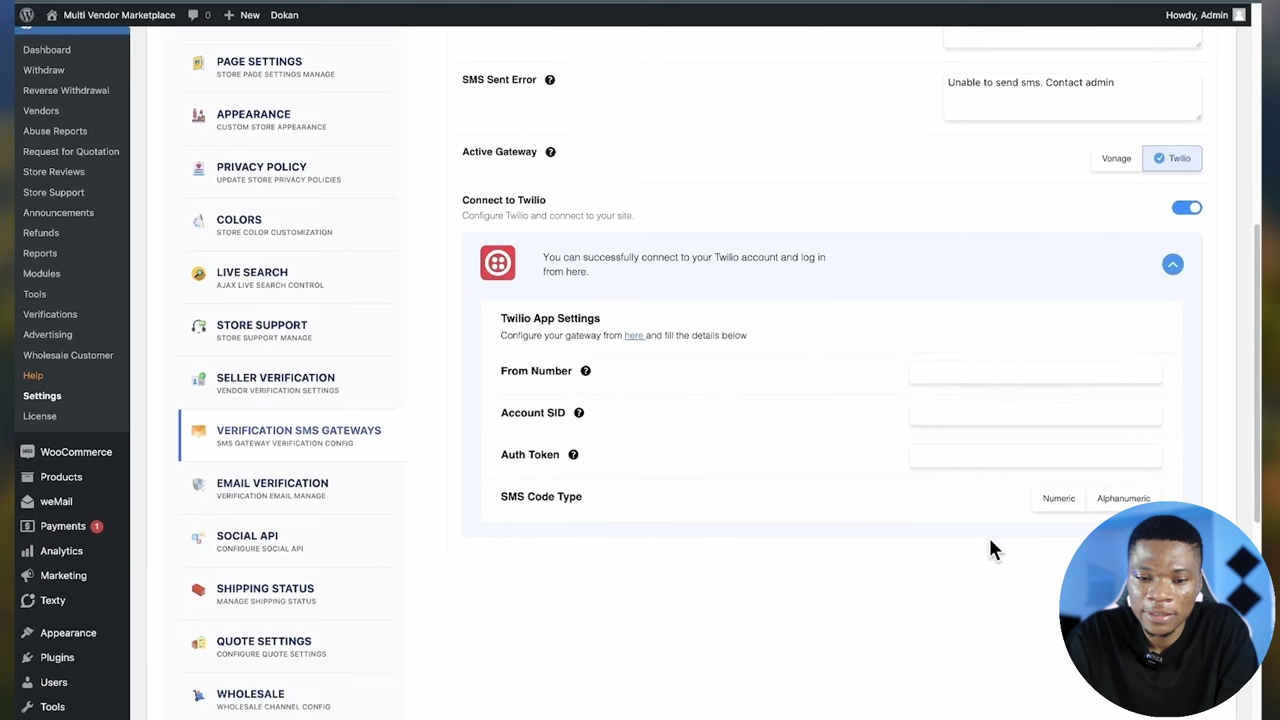 Multi Vendor Marketplace
0
New
Dokan
Howdy, Admin
Dashboard
Withdraw
Reverse Withdrawal
Vendors
Abuse Reports
Request for Quotation
Store Reviews
Store Support
Announcements
Refunds
Reports
Modules
Tools
Verifications
Advertising
Wholesale Customer
Help
Settings
License
WooCommerce
Products
weMail
Payments 1
Analytics
Marketing
Texty
Appearance
Plugins
Users
Tools
PAGE SETTINGS
STORE PAGE SETTINGS MANAGE
APPEARANCE
CUSTOM STORE APPEARANCE
PRIVACY POLICY
UPDATE STORE PRIVACY POLICIES
COLORS
STORE COLOR CUSTOMIZATION
LIVE SEARCH
AJAX LIVE SEARCH CONTROL
STORE SUPPORT
STORE SUPPORT MANAGE
SELLER VERIFICATION
VENDOR VERIFICATION SETTINGS
VERIFICATION SMS GATEWAYS
SMS GATEWAY VERIFICATION CONFIG
EMAIL VERIFICATION
VERIFICATION EMAIL MANAGE
SOCIAL API
CONFIGURE SOCIAL API
SHIPPING STATUS
MANAGE SHIPPING STATUS
QUOTE SETTINGS
CONFIGURE QUOTE SETTINGS
WHOLESALE
WHOLESALE CHANNEL CONFIG
SMS Sent Error
Unable to send sms. Contact admin
Active Gateway
Vonage
Twilio
Connect to Twilio
Configure Twilio and connect to your site.
You can successfully connect to your Twilio account and log in
from here.
Twilio App Settings
Configure your gateway from here and fill the details below
From Number
Account SID
Auth Token
SMS Code Type
Numeric
Alphanumeric